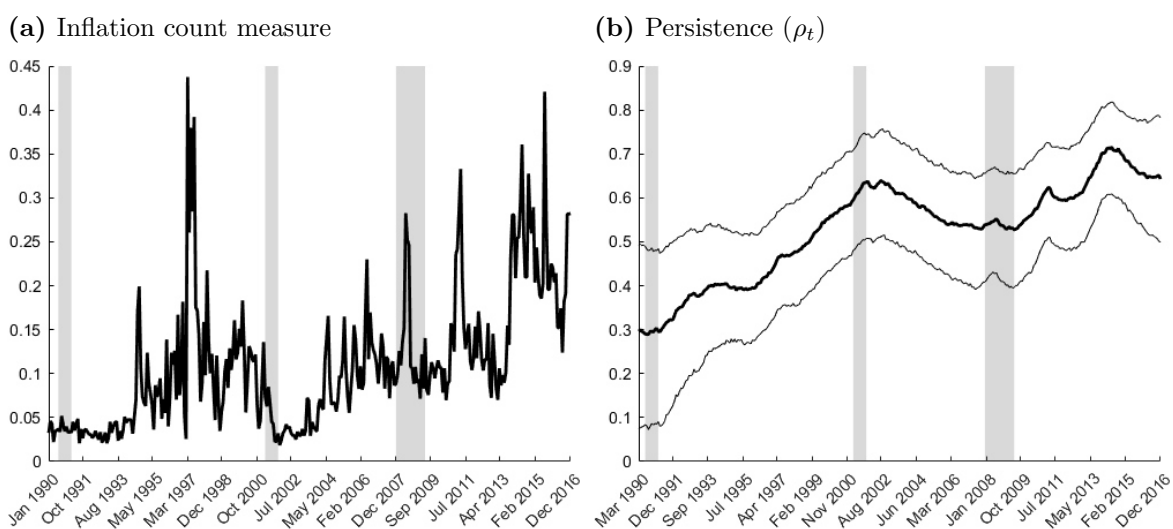 (a) Inflation count measure
0.45
0.4
0.35
0.3
0.25
0.2
0.15
0.1
0.05
0
Jan 1990
Oct 1991
Aug 1993
May 1995
Mar 1997
Dec 1998
Oct 2000
Jul 2002
May 2004
Feb 2006
Dec 2007
Sep 2009
Jul 2011
Apr 2013
Feb 2015
Dec 2016
(b) Persistence (ρt)
0.9
0.8
0.7
0.6
0.5
0.4
0.3
0.2
0.1
0
Mar 1990
Dec 1991
Sep 1993
Jul 1995
Apr 1997
Feb 1999
Nov 2000
Aug 2002
Jun 2004
Mar 2006
Jan 2008
Oct 2009
Jul 2011
May 2013
Feb 2015
Dec 2016